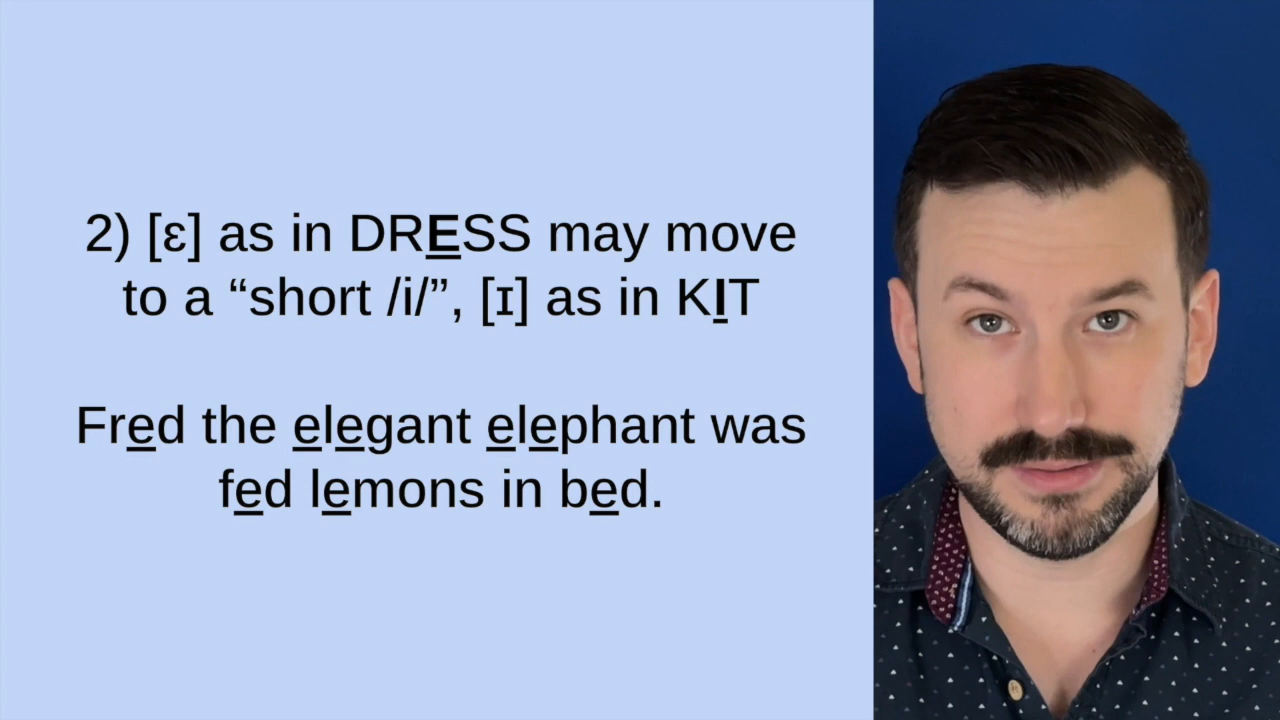 2) [ɛ] as in DRESS may move
to a “short /i/”, [ɪ] as in KIT
Fred the elegant elephant was
fed lemons in bed.